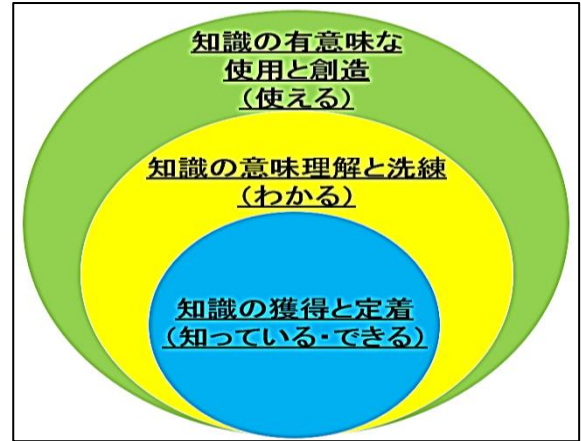 知識の有意味な
使用と創造
(使える)
知識の意味理解と洗練
(わかる)
知識の獲得と定着
(知っている・できる)